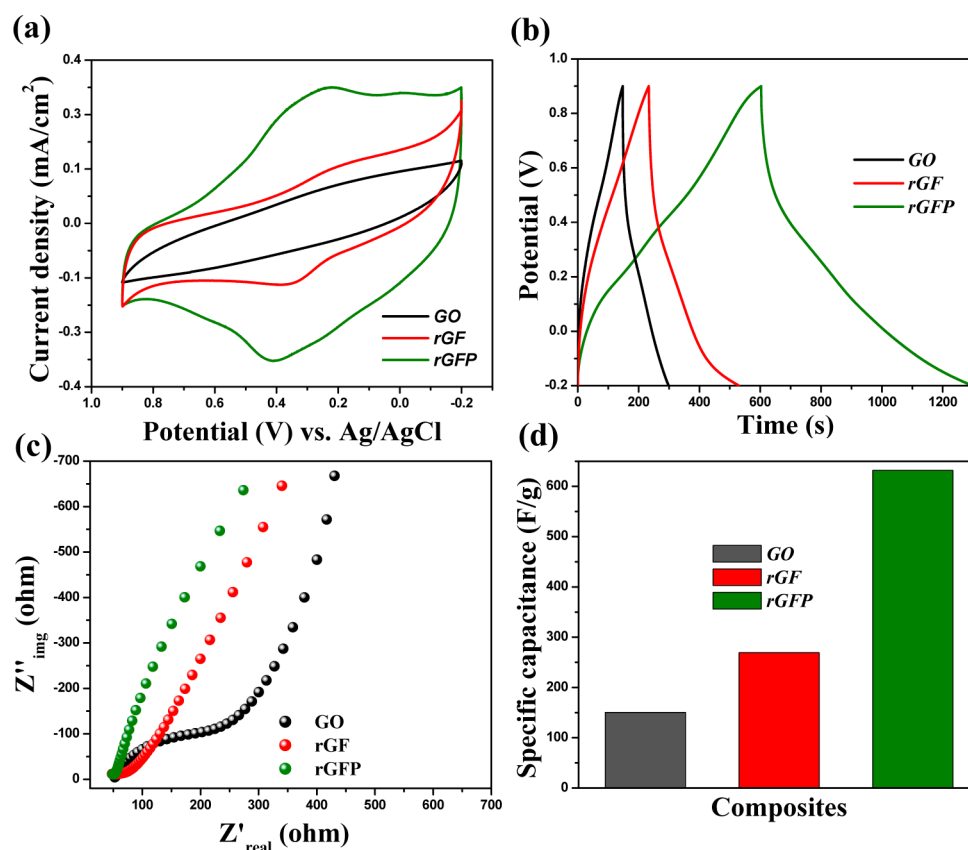 (a)
0.4
0.3
0.1
0.0
-0.1
-0.3
-0.4
Current density (mA/cm²)
1.0 0.8 0.6 0.4 0.2 0.0 -0.2
Potential (V) vs. Ag/AgCl
GO
rGF
rGFP
(b)
1.0
0.8
0.6
0.4
0.2
0.0
-0.2
Potential (V)
0 200 400 600 800 1000 1200
Time (s)
GO
rGF
rGFP
(c)
-700
-600
-500
-400
-300
-200
-100
0
Z''img (ohm)
100 200 300 400 500 600 700
Z'real (ohm)
GO
rGF
rGFP
(d)
600
500
400
300
200
100
0
Specific capacitance (F/g)
Composites
GO
rGF
rGFP